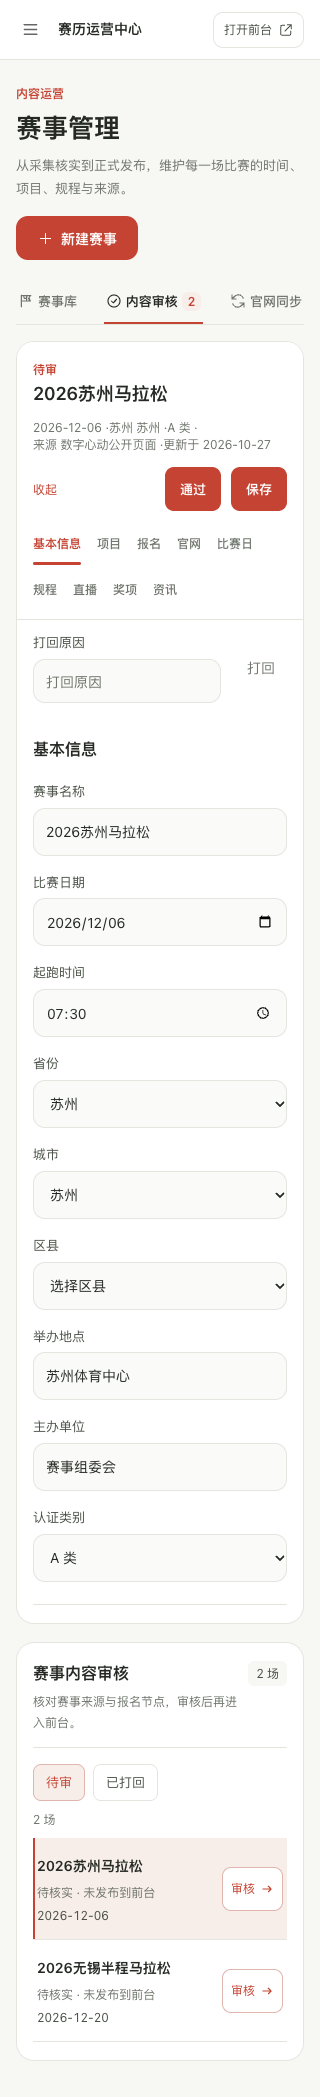 赛历运营中心
打开前台
内容运营
赛事管理
从采集核实到正式发布，维护每一场比赛的时间、
项目、规程与来源。
新建赛事
赛事库
内容审核 2
官网同步
待审
2026苏州马拉松
2026-12-06 ·苏州 苏州 ·A 类 ·
来源 数字心动公开页面 ·更新于 2026-10-27
收起
通过
保存
基本信息 项目 报名 官网 比赛日
规程 直播 奖项 资讯
打回原因
打回原因
打回
基本信息
赛事名称
2026苏州马拉松
比赛日期
2026/12/06
起跑时间
07:30
省份
苏州
城市
苏州
区县
选择区县
举办地点
苏州体育中心
主办单位
赛事组委会
认证类别
A 类
赛事内容审核
2 场
核对赛事来源与报名节点，审核后再进
入前台。
待审
已打回
2 场
2026苏州马拉松
待核实 · 未发布到前台
2026-12-06
审核 →
2026无锡半程马拉松
待核实 · 未发布到前台
2026-12-20
审核 →